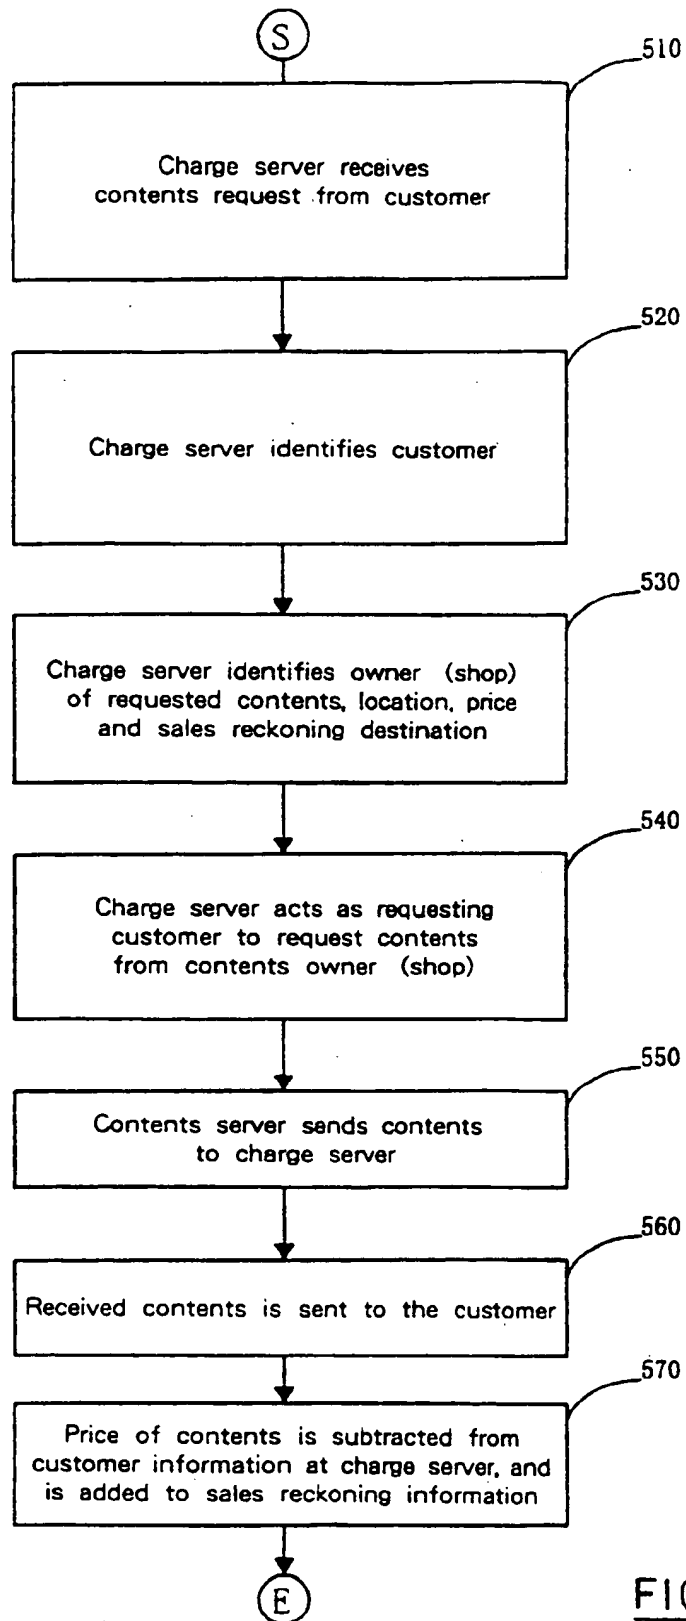 S
510
Charge server receives
contents request from customer
520
Charge server identifies customer
530
Charge server identifies owner (shop)
of requested contents, location, price
and sales reckoning destination
540
Charge server acts as requesting
customer to request contents
from contents owner (shop)
550
Contents server sends contents
to charge server
560
Received contents is sent to the customer
570
Price of contents is subtracted from
customer information at charge server, and
is added to sales reckoning information
E